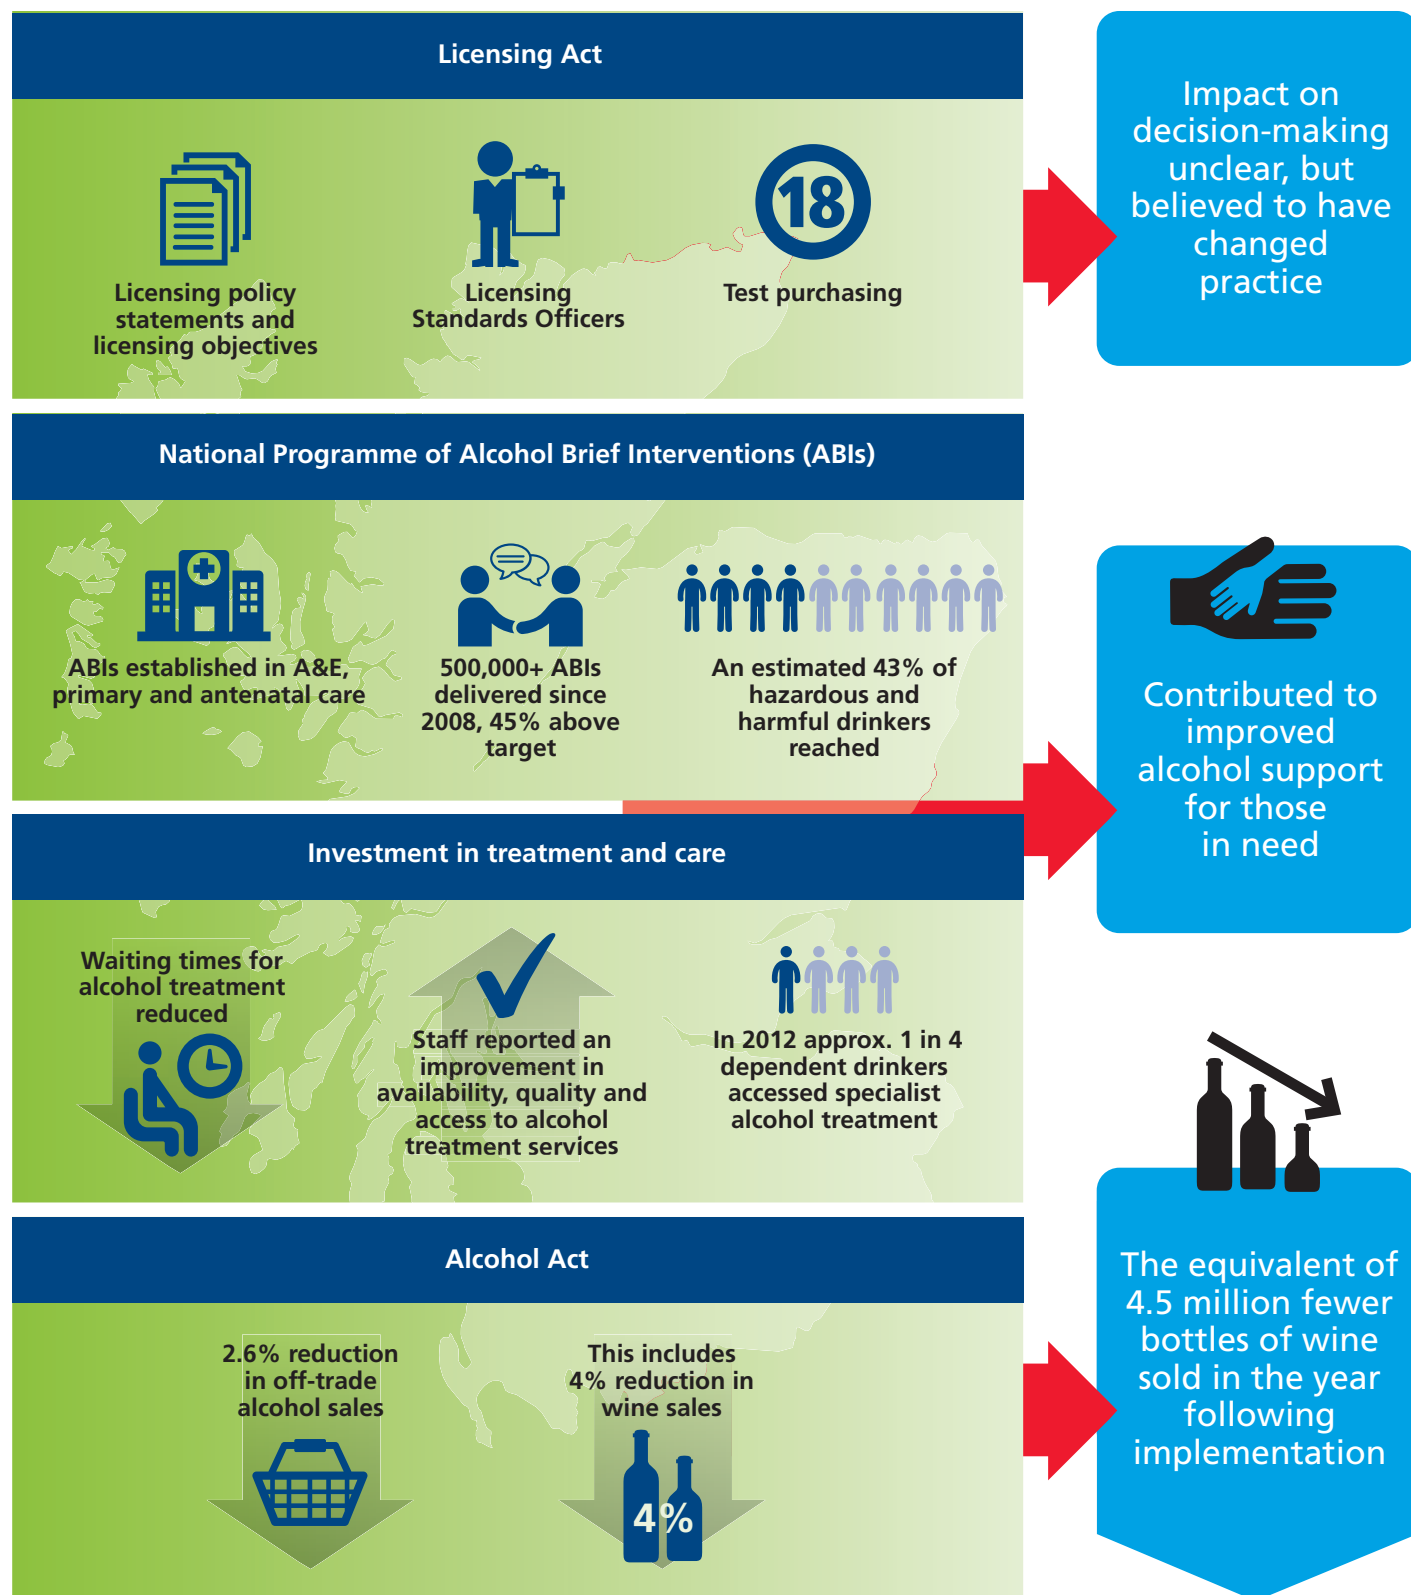 Licensing Act
18
Licensing policy
statements and
licensing objectives
Licensing
Standards Officers
Test purchasing
Impact on
decision-making
unclear, but
believed to have
changed
practice
National Programme of Alcohol Brief Interventions (ABIs)
ABIs established in A&E,
primary and antenatal care
500,000+ ABIs
delivered since
2008, 45% above
target
An estimated 43% of
hazardous and
harmful drinkers
reached
Contributed to
improved
alcohol support
for those
in need
Investment in treatment and care
Waiting times for
alcohol treatment
reduced
Staff reported an
improvement in
availability, quality and
access to alcohol
treatment services
In 2012 approx. 1 in 4
dependent drinkers
accessed specialist
alcohol treatment
Alcohol Act
2.6% reduction
in off-trade
alcohol sales
This includes
4% reduction in
wine sales
4%
The equivalent of
4.5 million fewer
bottles of wine
sold in the year
following
implementation